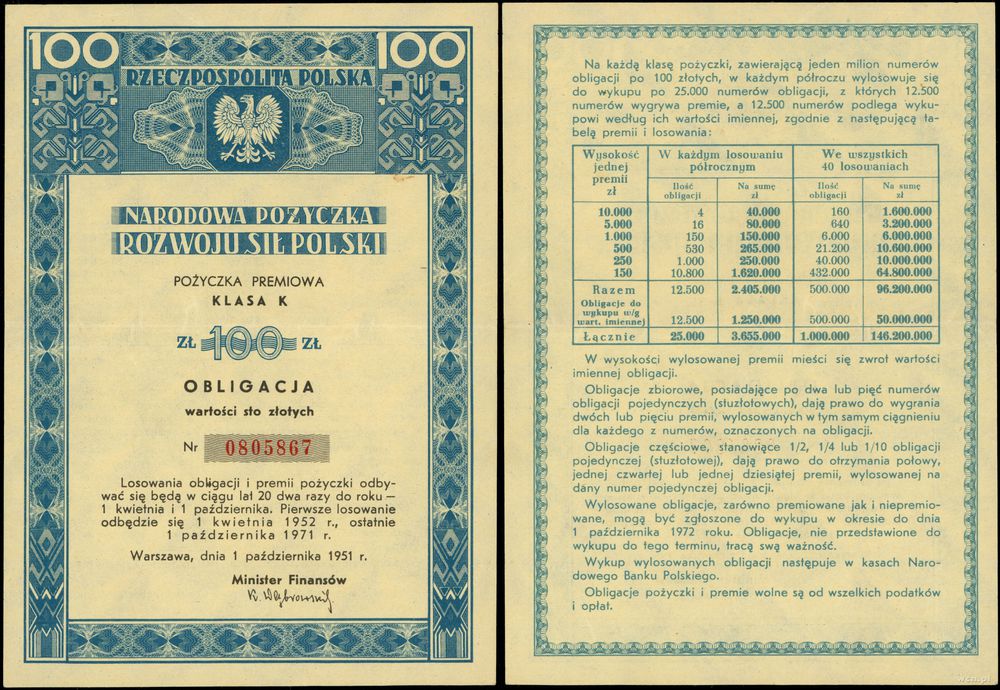 100 100
RZECZPOSPOLITA POLSKA
NARODOWA POŻYCZKA
ROZWOJU SIŁ POLSKI
POŻYCZKA PREMIOWA
KLASA K
ZŁ 100 ZŁ
OBLIGACJA
wartości sto złotych
Nr 0805867
Losowania obligacji i premii pożyczki odby-
wać się będą w ciągu lat 20 dwa razy do roku –
1 kwietnia i 1 października. Pierwsze losowanie
odbędzie się 1 kwietnia 1952 r., ostatnie
1 października 1971 r.
Warszawa, dnia 1 października 1951 r.
Minister Finansów
K. Dąbrowski
100 100
Na każdą klasę pożyczki, zawierającą jeden milion numerów
obligacji po 100 złotych, w każdym półroczu wylosowuje się
do wykupu po 25.000 numerów obligacji, z których 12.500
numerów wygrywa premie, a 12.500 numerów podlega wyku-
powi według ich wartości imiennej, zgodnie z następującą ta-
belą premii i losowania:
Wysokość jednej premii zł W każdym losowaniu półrocznym We wszystkich 40 losowaniach
Ilość obligacji Na sumę zł Ilość obligacji Na sumę zł
10.000 4 40.000 160 1.600.000
5.000 16 80.000 640 3.200.000
1.000 150 150.000 6.000 6.000.000
500 530 265.000 21.200 10.600.000
250 1.000 250.000 40.000 10.000.000
150 10.800 1.620.000 432.000 64.800.000
Razem 12.500 2.405.000 500.000 96.200.000
Obligacje do
wykupu w/g
wart. imiennej 12.500 1.250.000 500.000 50.000.000
Łącznie 25.000 3.655.000 1.000.000 146.200.000
W wysokości wylosowanej premii mieści się zwrot wartości
imiennej obligacji.
Obligacje zbiorowe, posiadające po dwa lub pięć numerów
obligacji pojedynczych (stuzłotowych), dają prawo do wygrania
dwóch lub pięciu premii, wylosowanych w tym samym ciągnieniu
dla każdego z numerów, oznaczonych na obligacji.
Obligacje częściowe, stanowiące 1/2, 1/4 lub 1/10 obligacji
pojedynczej (stuzłotowej), dają prawo do otrzymania połowy,
jednej czwartej lub jednej dziesiątej premii, wylosowanej na
dany numer pojedynczej obligacji.
Wylosowane obligacje, zarówno premiowane jak i niepremio-
wane, mogą być zgłoszone do wykupu w okresie do dnia
1 października 1972 roku. Obligacje, nie przedstawione do
wykupu do tego terminu, tracą swą ważność.
Wykup wylosowanych obligacji następuje w kasach Naro-
dowego Banku Polskiego.
Obligacje pożyczki i premie wolne są od wszelkich podatków
i opłat.
wcn.pl